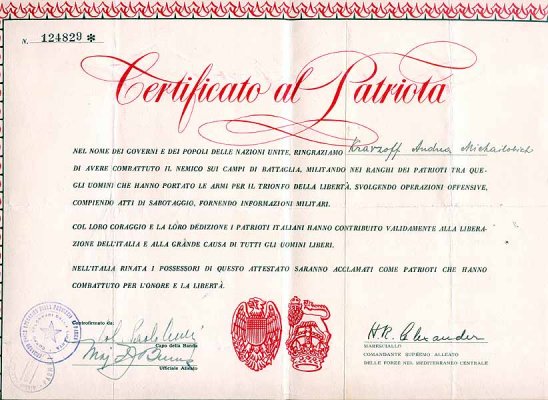 N. 124829 *
Certificato al Patriota
NEL NOME DEI GOVERNI E DEI POPOLI DELLE NAZIONI UNITE, RINGRAZIAMO Kravzoff Andrea Michailovich
DI AVERE COMBATTUTO IL NEMICO SUI CAMPI DI BATTAGLIA, MILITANDO NEI RANGHI DEI PATRIOTI TRA QUE-
GLI UOMINI CHE HANNO PORTATO LE ARMI PER IL TRIONFO DELLA LIBERTÀ, SVOLGENDO OPERAZIONI OFFENSIVE,
COMPIENDO ATTI DI SABOTAGGIO, FORNENDO INFORMAZIONI MILITARI.
COL LORO CORAGGIO E LA LORO DEDIZIONE I PATRIOTI ITALIANI HANNO CONTRIBUITO VALIDAMENTE ALLA LIBERA-
ZIONE DELL'ITALIA E ALLA GRANDE CAUSA DI TUTTI GLI UOMINI LIBERI.
NELL'ITALIA RINATA I POSSESSORI DI QUESTO ATTESTATO SARANNO ACCLAMATI COME PATRIOTI CHE HANNO
COMBATTUTO PER L'ONORE E LA LIBERTÀ.
Controfirmato da:
Capo della Banda
Maj
Ufficiale Alleato
H.R. Alexander
MARESCIALLO
COMANDANTE SUPREMO ALLEATO
DELLE FORZE NEL MEDITERRANEO CENTRALE